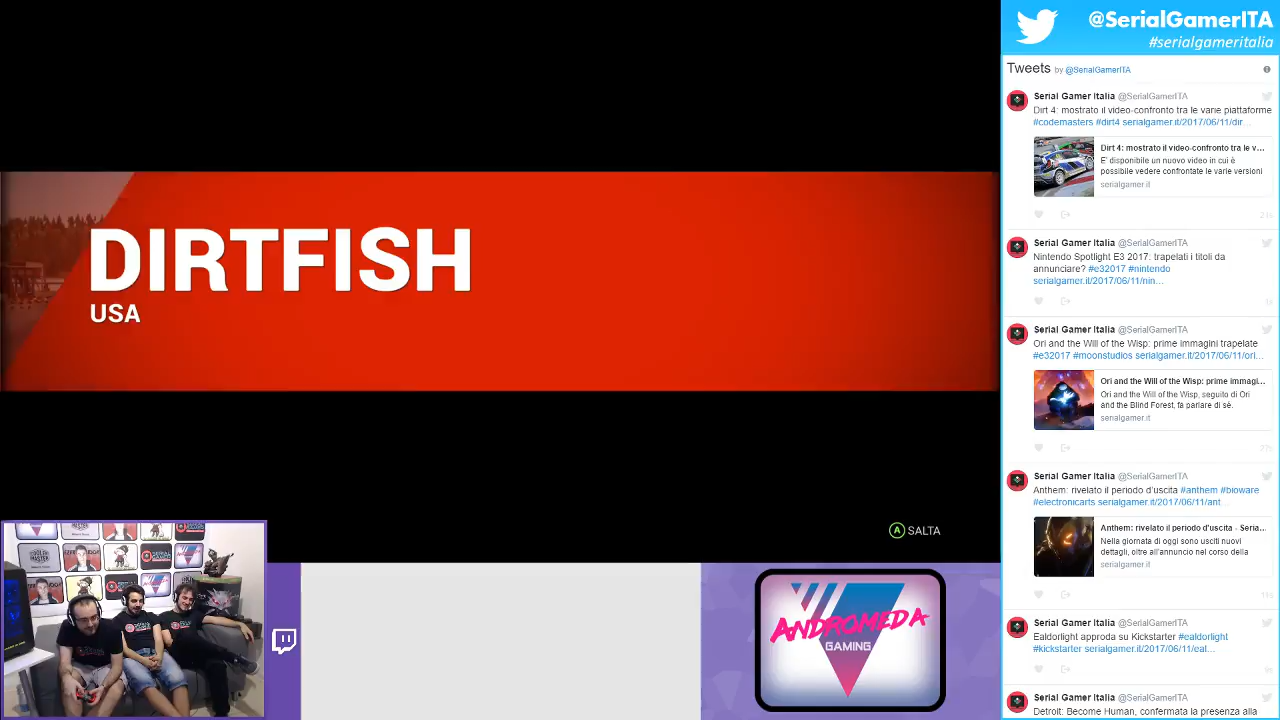 DIRTFISH
USA
SALTA
ANDROMEDA
GAMING
@SerialGamerITA
#serialgameritalia
Tweets by @SerialGamerITA
Serial Gamer Italia @SerialGamerITA
Dirt 4: mostrato il video-confronto tra le varie piattaforme
#codemasters #dirt4 serialgamer.it/2017/06/11/dir...
Dirt 4: mostrato il video-confronto tra le v...
E' disponibile un nuovo video in cui è
possibile vedere confrontate le varie versioni
serialgamer.it
Serial Gamer Italia @SerialGamerITA
Nintendo Spotlight E3 2017: trapelati i titoli da
annunciare? #e32017 #nintendo
serialgamer.it/2017/06/11/nin...
Serial Gamer Italia @SerialGamerITA
Ori and the Will of the Wisp: prime immagini trapelate
#e32017 #moonstudios serialgamer.it/2017/06/11/ori...
Ori and the Will of the Wisp: prime immagi...
Ori and the Will of the Wisp, seguito di Ori
and the Blind Forest, fa parlare di sé.
serialgamer.it
Serial Gamer Italia @SerialGamerITA
Anthem: rivelato il periodo d'uscita #anthem #bioware
#electronicarts serialgamer.it/2017/06/11/ant...
Anthem: rivelato il periodo d'uscita - Seria...
Nella giornata di oggi sono usciti nuovi
dettagli, oltre all'annuncio nel corso della
serialgamer.it
Serial Gamer Italia @SerialGamerITA
Ealdorlight approda su Kickstarter #ealdorlight
#kickstarter serialgamer.it/2017/06/11/eal...
Serial Gamer Italia @SerialGamerITA
Detroit: Become Human, confermata la presenza alla